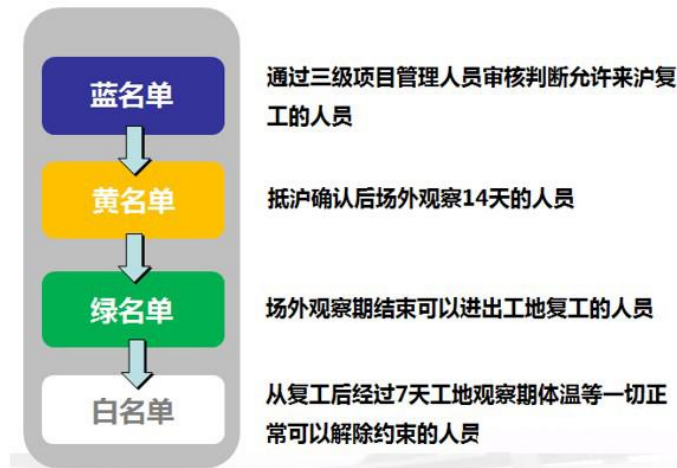 蓝名单
通过三级项目管理人员审核判断允许来沪复
工的人员
黄名单
抵沪确认后场外观察14天的人员
绿名单
场外观察期结束可以进出工地复工的人员
白名单
从复工后经过7天工地观察期体温等一切正
常可以解除约束的人员